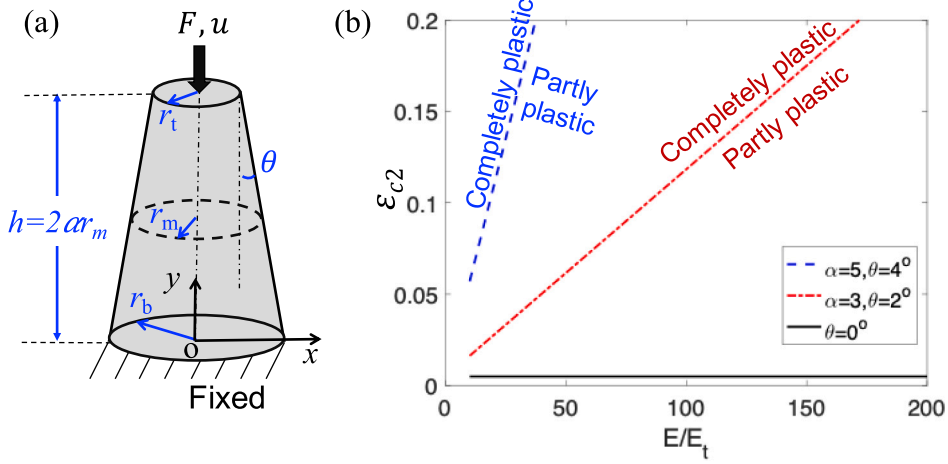 (a)
F, u
r_t
θ
h=2αr_m
r_m
y
r_b
o
x
Fixed
(b)
0.2
0.15
0.1
0.05
0
ε_c2
Completely plastic
Partly
plastic
Completely plastic
Partly plastic
α=5,θ=4°
α=3,θ=2°
θ=0°
0
50
100
150
200
E/E_t